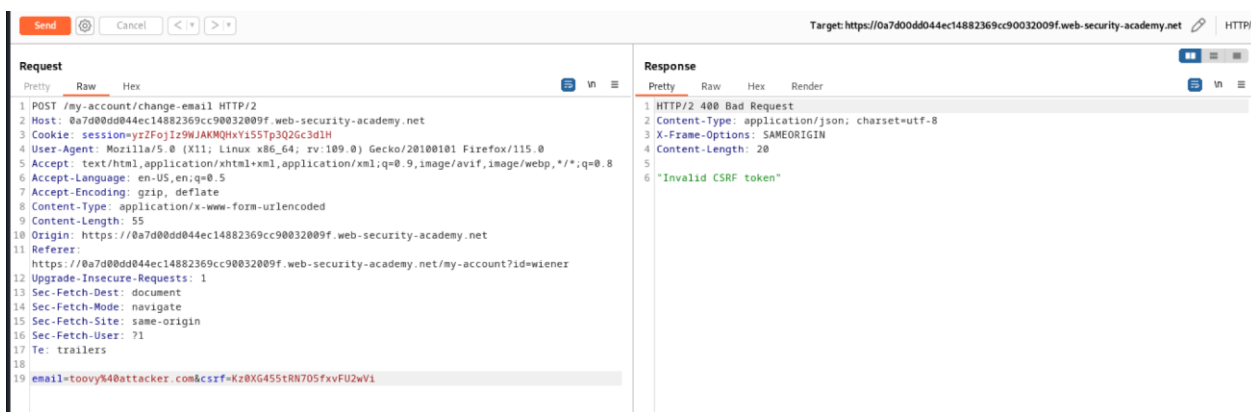 Send Cancel < > Target: https://0a7d00dd044ec14882369cc90032009f.web-security-academy.net HTTP/
Request
Pretty Raw Hex \n
1 POST /my-account/change-email HTTP/2
2 Host: 0a7d00dd044ec14882369cc90032009f.web-security-academy.net
3 Cookie: session=yrZFojIz9WJAKMQHxYi55Tp3Q2Gc3dlH
4 User-Agent: Mozilla/5.0 (X11; Linux x86_64; rv:109.0) Gecko/20100101 Firefox/115.0
5 Accept: text/html,application/xhtml+xml,application/xml;q=0.9,image/avif,image/webp,*/*;q=0.8
6 Accept-Language: en-US,en;q=0.5
7 Accept-Encoding: gzip, deflate
8 Content-Type: application/x-www-form-urlencoded
9 Content-Length: 55
10 Origin: https://0a7d00dd044ec14882369cc90032009f.web-security-academy.net
11 Referer:
https://0a7d00dd044ec14882369cc90032009f.web-security-academy.net/my-account?id=wiener
12 Upgrade-Insecure-Requests: 1
13 Sec-Fetch-Dest: document
14 Sec-Fetch-Mode: navigate
15 Sec-Fetch-Site: same-origin
16 Sec-Fetch-User: ?1
17 Te: trailers
18
19 email=toovy%40attacker.com&csrf=Kz0XG455tRN7O5fxvFU2wVi
Response
Pretty Raw Hex Render \n
1 HTTP/2 400 Bad Request
2 Content-Type: application/json; charset=utf-8
3 X-Frame-Options: SAMEORIGIN
4 Content-Length: 20
5
6 "Invalid CSRF token"